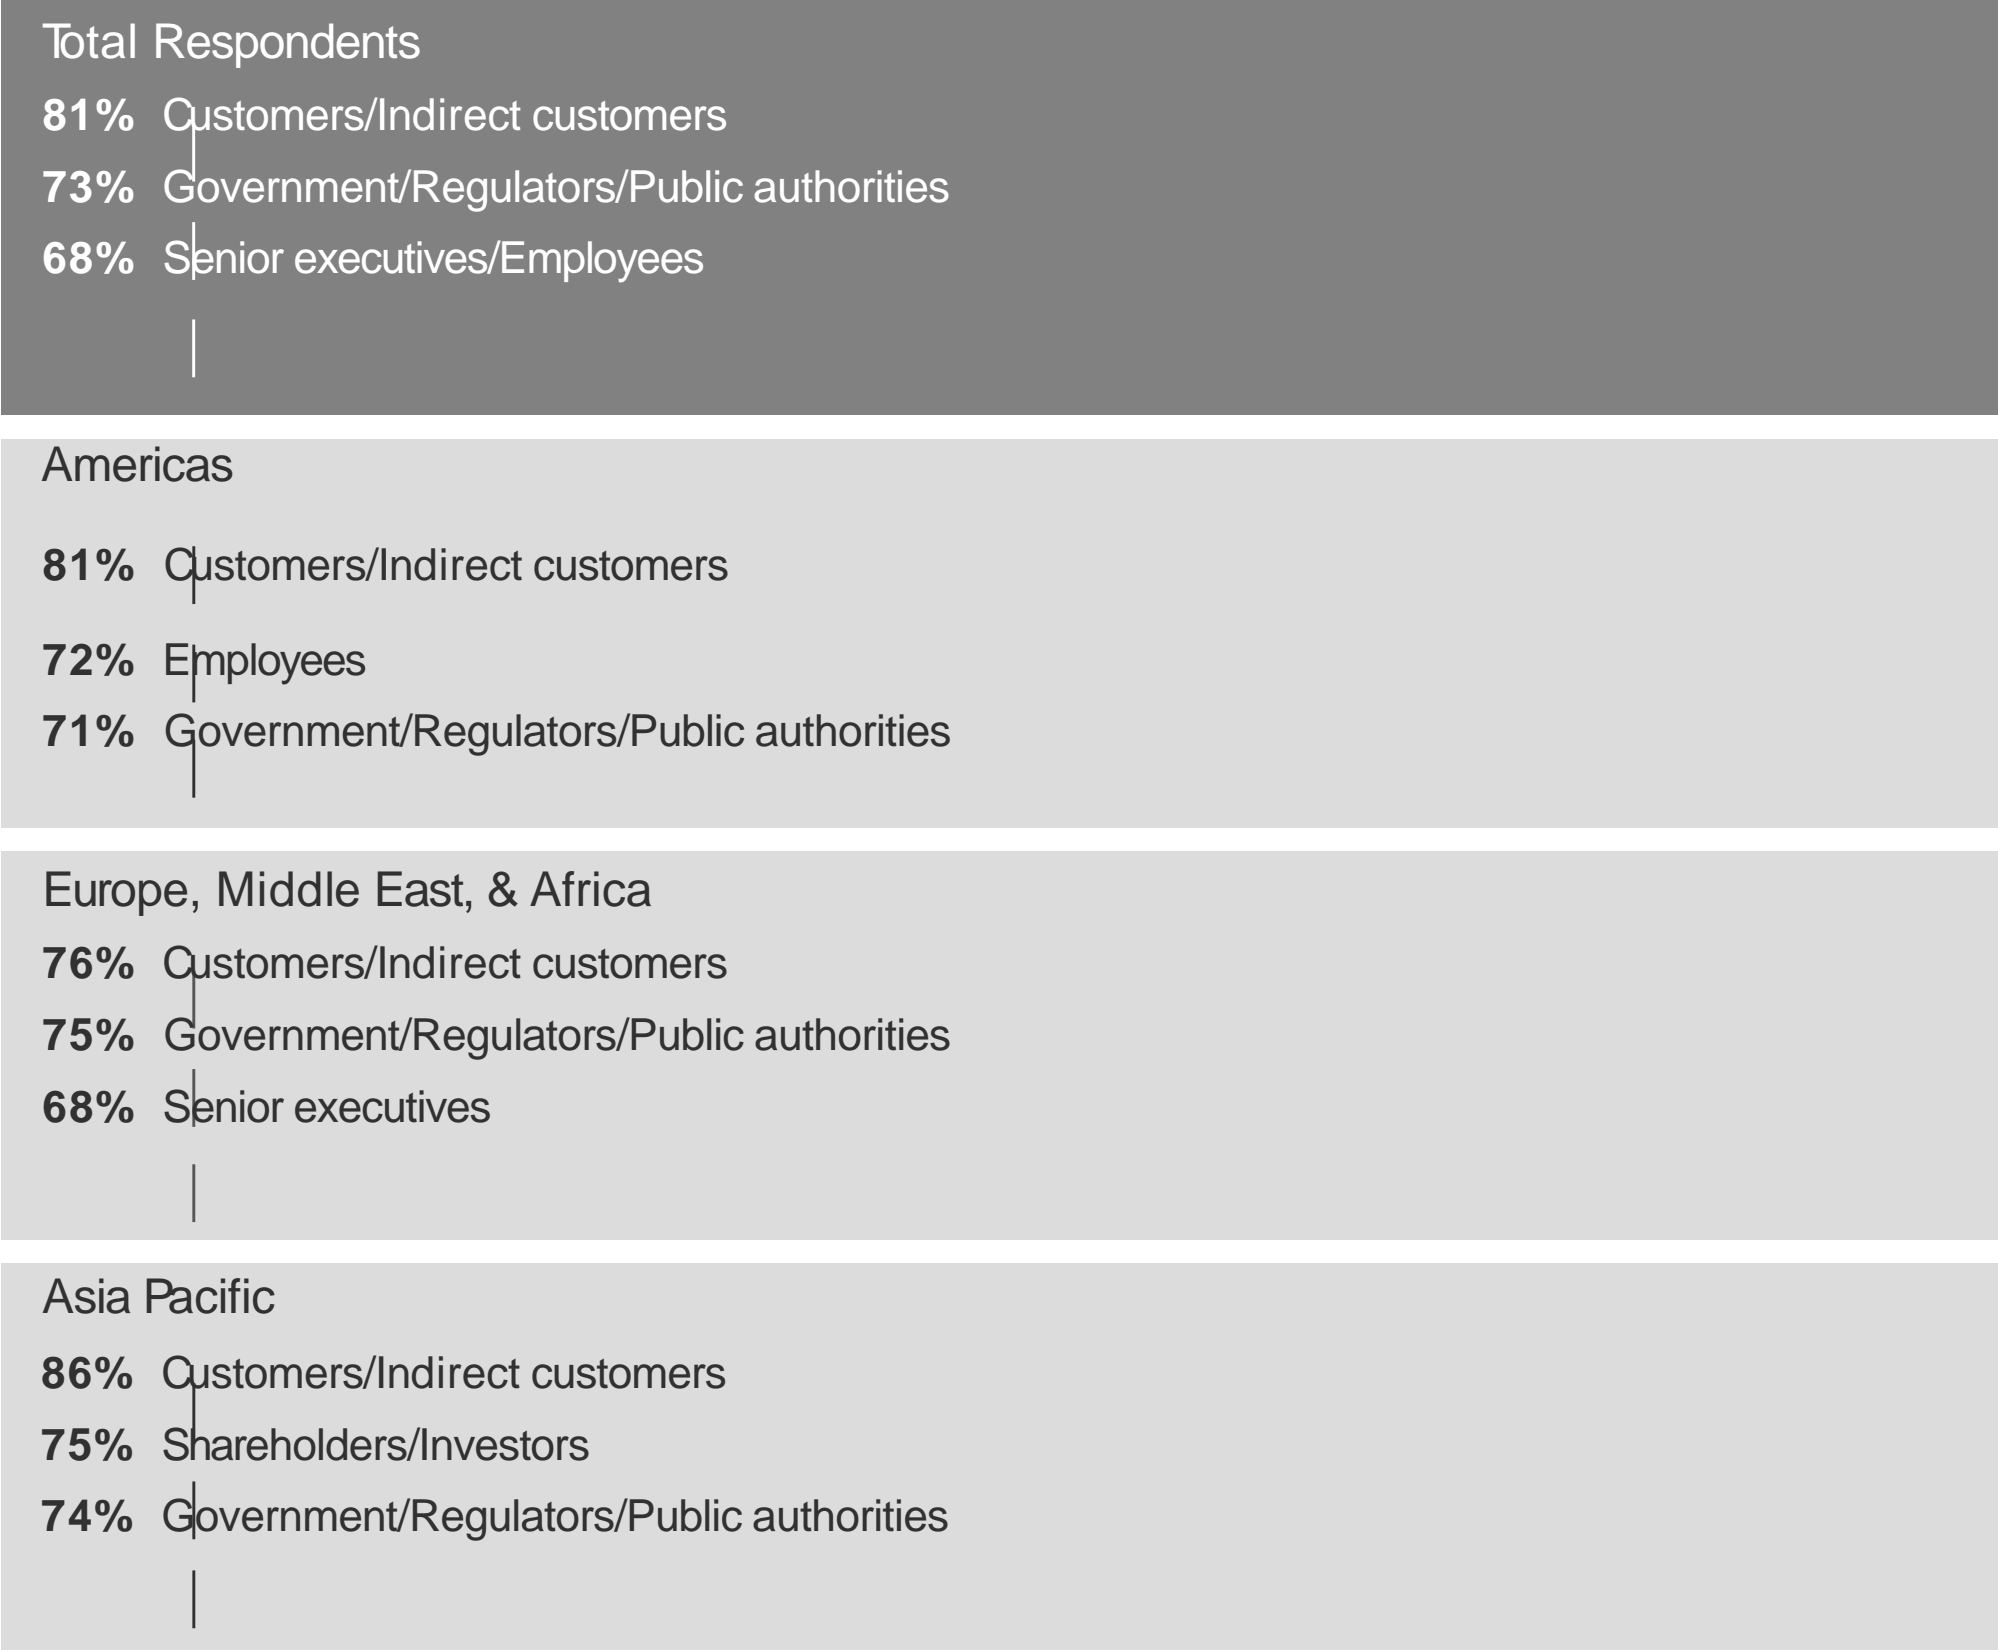 Total Respondents
81% Customers/Indirect customers
73% Government/Regulators/Public authorities
68% Senior executives/Employees
Americas
81% Customers/Indirect customers
72% Employees
71% Government/Regulators/Public authorities
Europe, Middle East, & Africa
76% Customers/Indirect customers
75% Government/Regulators/Public authorities
68% Senior executives
Asia Pacific
86% Customers/Indirect customers
75% Shareholders/Investors
74% Government/Regulators/Public authorities